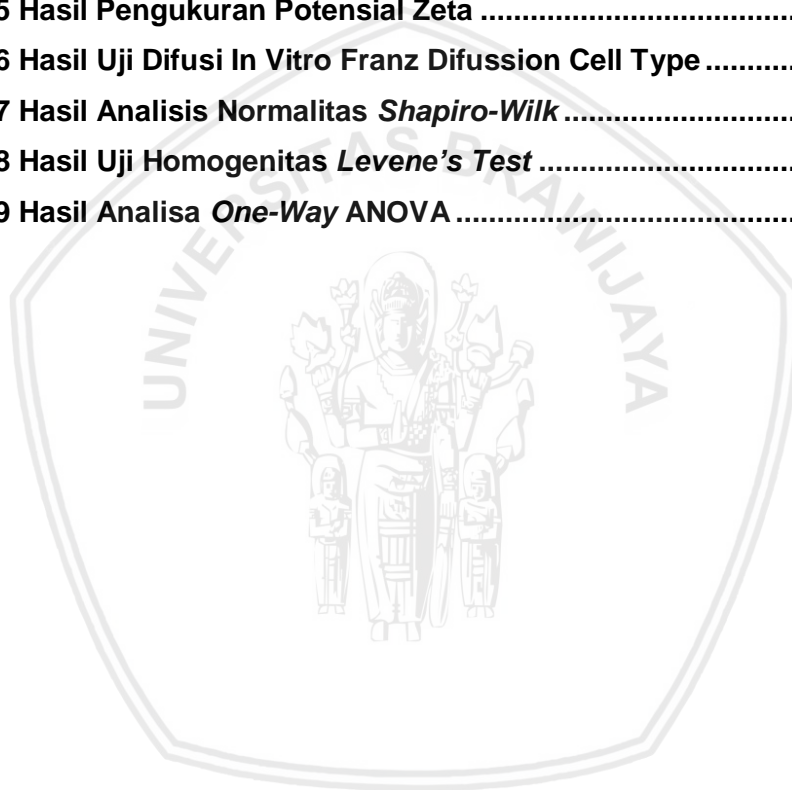 5 Hasil Pengukuran Potensial Zeta ......................................
6 Hasil Uji Difusi In Vitro Franz Difussion Cell Type ...........
7 Hasil Analisis Normalitas Shapiro-Wilk ............................
8 Hasil Uji Homogenitas Levene’s Test ...............................
9 Hasil Analisa One-Way ANOVA .........................................
UNIVERSITAS BRAWIJAYA